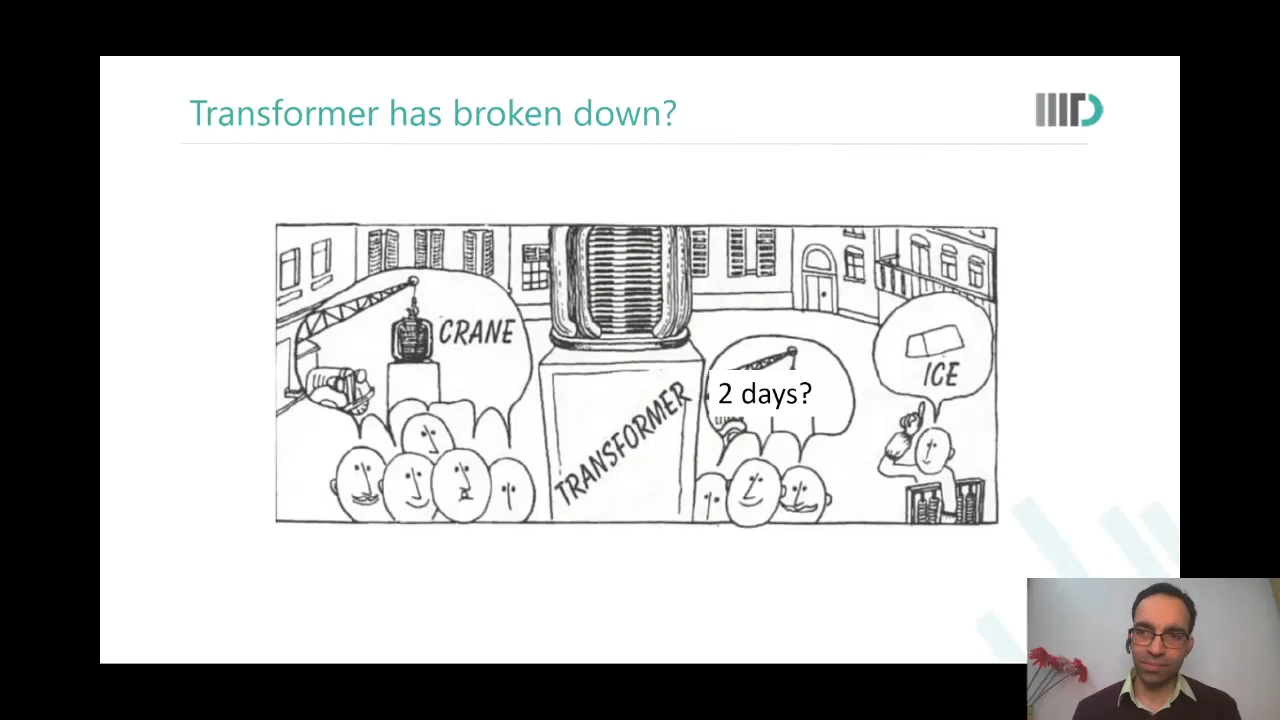 Transformer has broken down?
CRANE
TRANSFORMER
2 days?
ICE